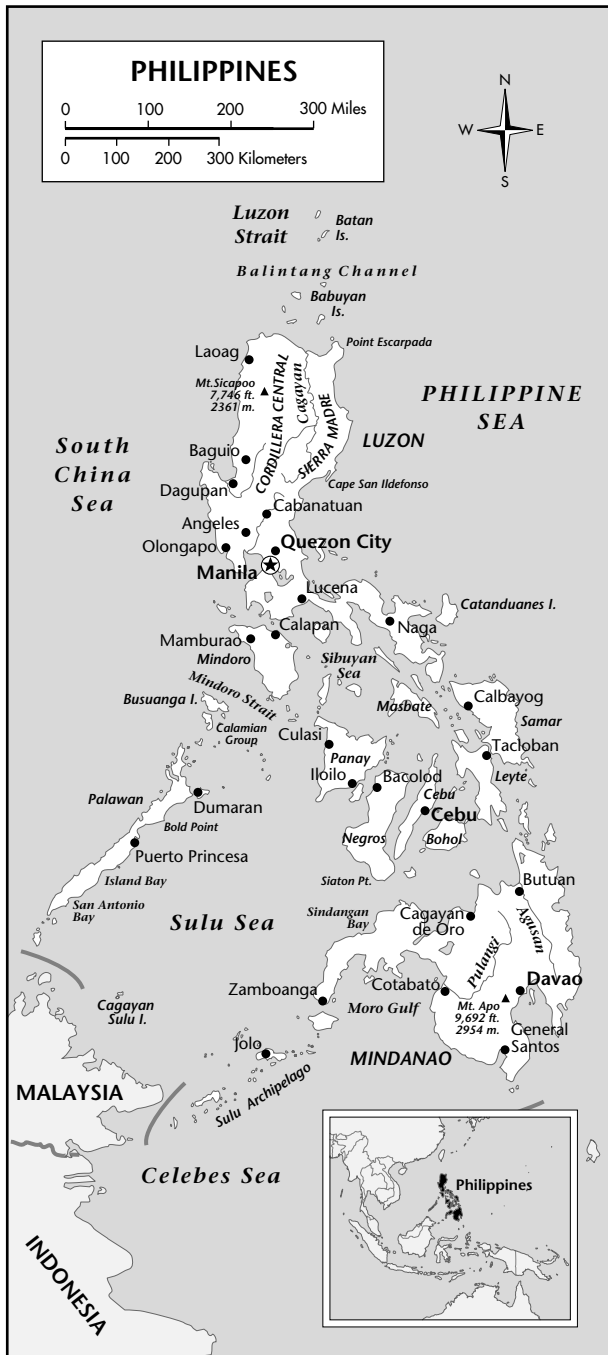 PHILIPPINES
0 100 200 300 Miles
0 100 200 300 Kilometers
N
W E
S
Luzon
Strait
Batan
Is.
Balintang Channel
Babuyan
Is.
Point Escarpada
Laoag
Mt.Sicapoo
7,746 ft.
2361 m.
CORDILLERA CENTRAL
Cagayan
SIERRA MADRE
PHILIPPINE
SEA
LUZON
South
China
Sea
Baguio
Dagupan
Cape San Ildefonso
Cabanatuan
Angeles
Olongapo
Quezon City
Manila
Lucena
Catanduanes I.
Naga
Calapan
Mamburao
Mindoro
Sibuyan
Sea
Mindoro Strait
Busuanga I.
Calamian
Group
Masbate
Calbayog
Samar
Culasi
Panay
Tacloban
Iloilo
Bacolod
Leyte
Cebu
Cebu
Palawan
Dumaran
Bold Point
Negros
Bohol
Puerto Princesa
Island Bay
San Antonio
Bay
Siaton Pt.
Butuan
Sulu Sea
Sindangan
Bay
Cagayan
de Oro
Agusan
Pulangi
Cagayan
Sulu I.
Zamboanga
Moro Gulf
Cotabato
Davao
Mt. Apo
9,692 ft.
2954 m.
General
Santos
Jolo
MINDANAO
Sulu Archipelago
MALAYSIA
Celebes Sea
Philippines
INDONESIA